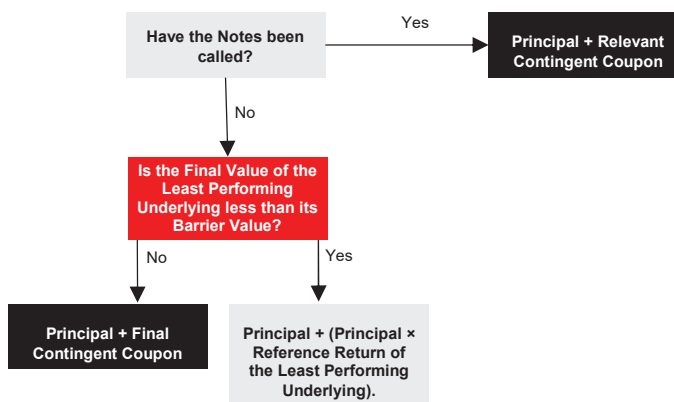 Have the Notes been
called?
Yes
Principal + Relevant
Contingent Coupon
No
Is the Final Value of the
Least Performing
Underlying less than its
Barrier Value?
No
Yes
Principal + Final
Contingent Coupon
Principal + (Principal ×
Reference Return of
the Least Performing
Underlying).